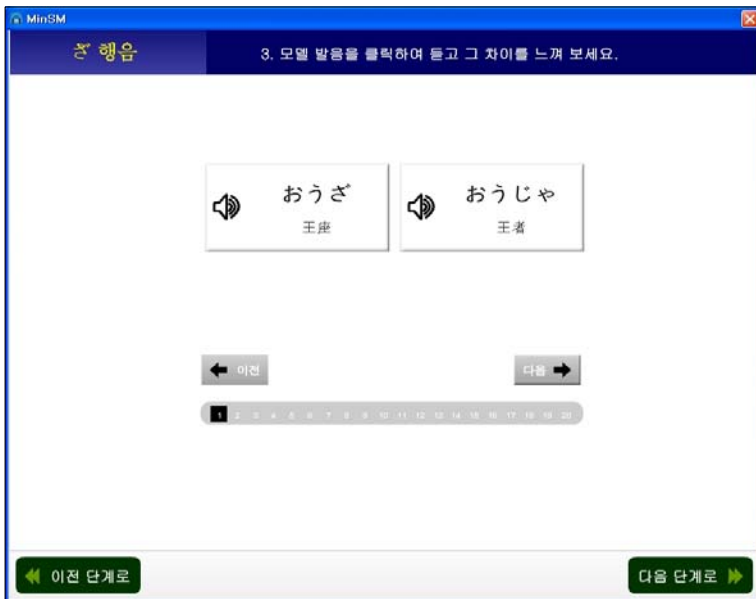 MinSM
ざ 행음
3. 모델 발음을 클릭하여 듣고 그 차이를 느껴 보세요.
おうざ
王座
おうじゃ
王者
이전
다음
1 2 3 4 5 6 7 8 9 10 11 12 13 14 15 16 17 18 19 20
이전 단계로
다음 단계로